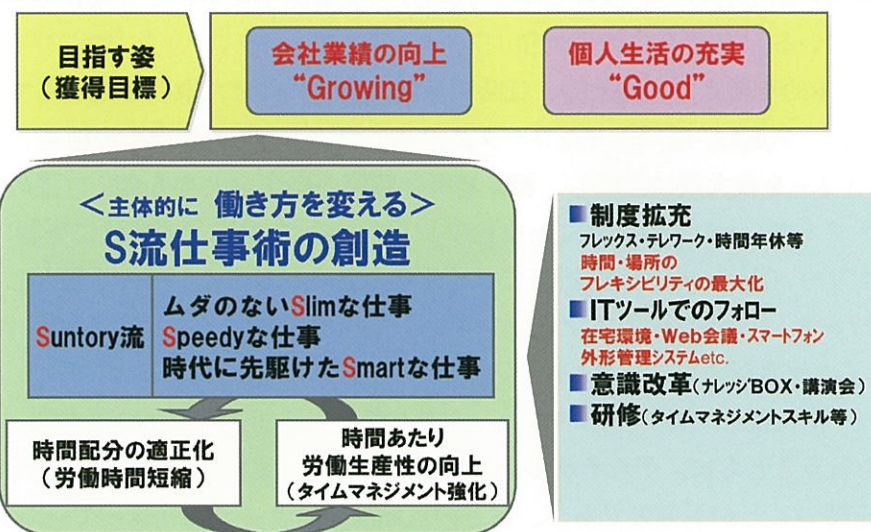 目指す姿
（獲得目標）
会社業績の向上
“Growing”
個人生活の充実
“Good”
＜主体的に 働き方を変える＞
S流仕事術の創造
Suntory流
ムダのないSlimな仕事
Speedyな仕事
時代に先駆けたSmartな仕事
時間配分の適正化
（労働時間短縮）
時間あたり
労働生産性の向上
（タイムマネジメント強化）
■制度拡充
フレックス・テレワーク・時間年休等
時間・場所の
フレキシビリティの最大化
■ITツールでのフォロー
在宅環境・Web会議・スマートフォン
外形管理システムetc.
■意識改革（ナレッジBOX・講演会）
■研修（タイムマネジメントスキル等）